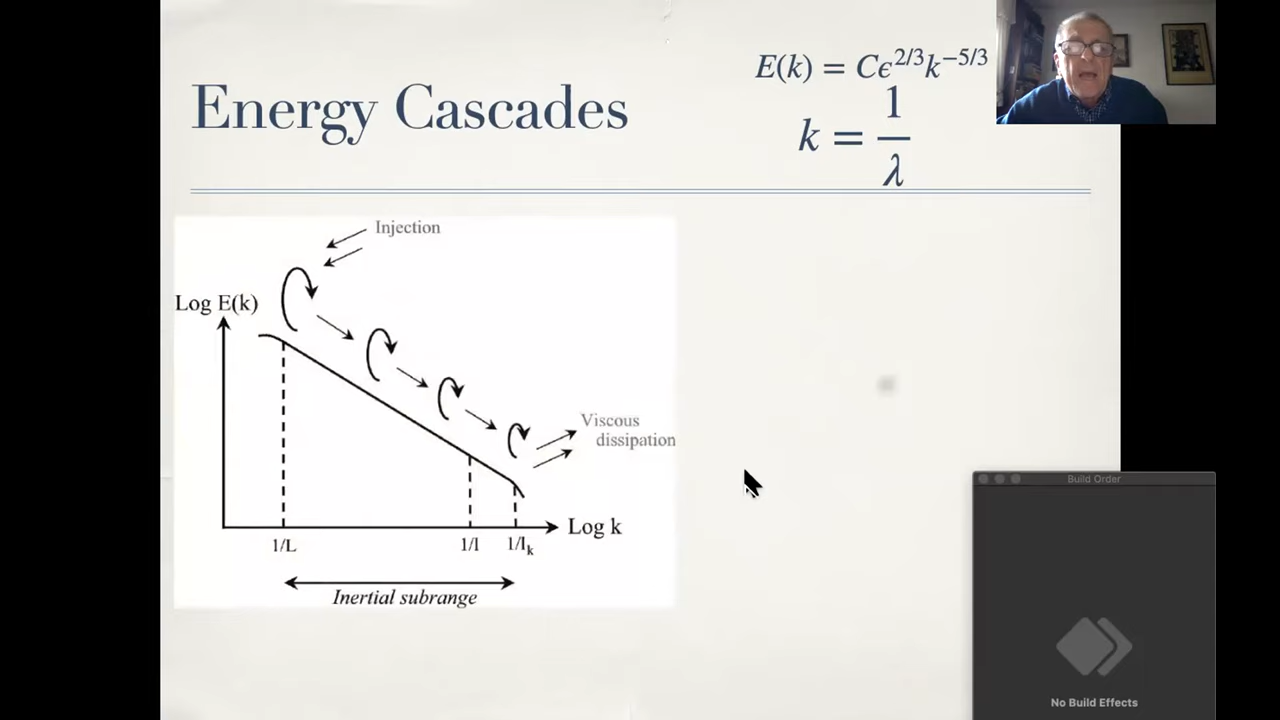 Energy Cascades
E(k) = Cϵ^{2/3}k^{−5/3}
k = 1/λ
Injection
Log E(k)
Viscous
dissipation
Log k
1/L
1/l
1/l_k
Inertial subrange
Build Order
No Build Effects